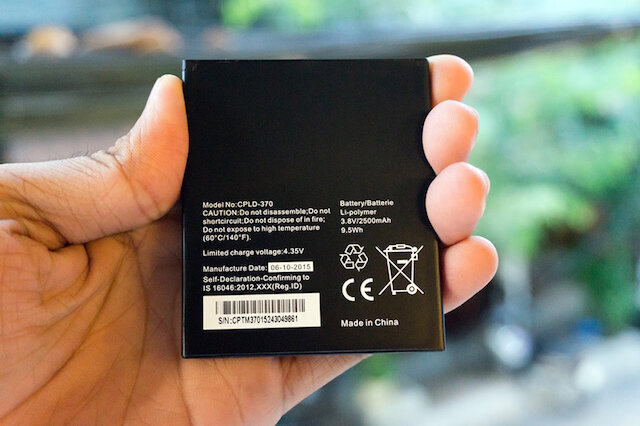 Model No:CPLD-370
CAUTION:Do not disassemble;Do not
shortcircuit;Do not dispose of in fire;
Do not expose to high temperature
(60°C/140°F).
Limited charge voltage:4.35V
Manufacture Date: 06-10-2015
Self-Declaration-Confirming to
IS 16046:2012,XXX(Reg.ID)
S/N:CPTM37015243049861
Battery/Batterie
Li-polymer
3.8V/2500mAh
9.5Wh
CE
Made in China